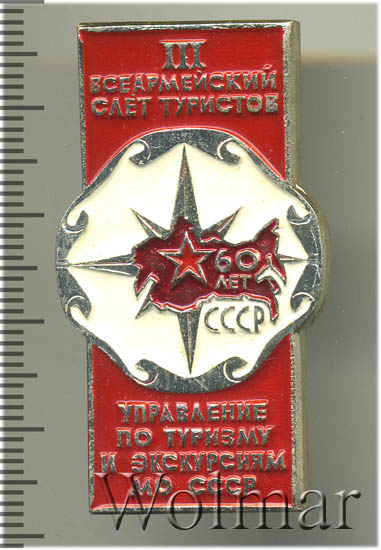 III
ВСЕАРМЕЙСКИЙ
СЛЕТ ТУРИСТОВ
60
ЛЕТ
СССР
УПРАВЛЕНИЕ
ПО ТУРИЗМУ
И ЭКСКУРСИЯМ
МО СССР
Wolmar